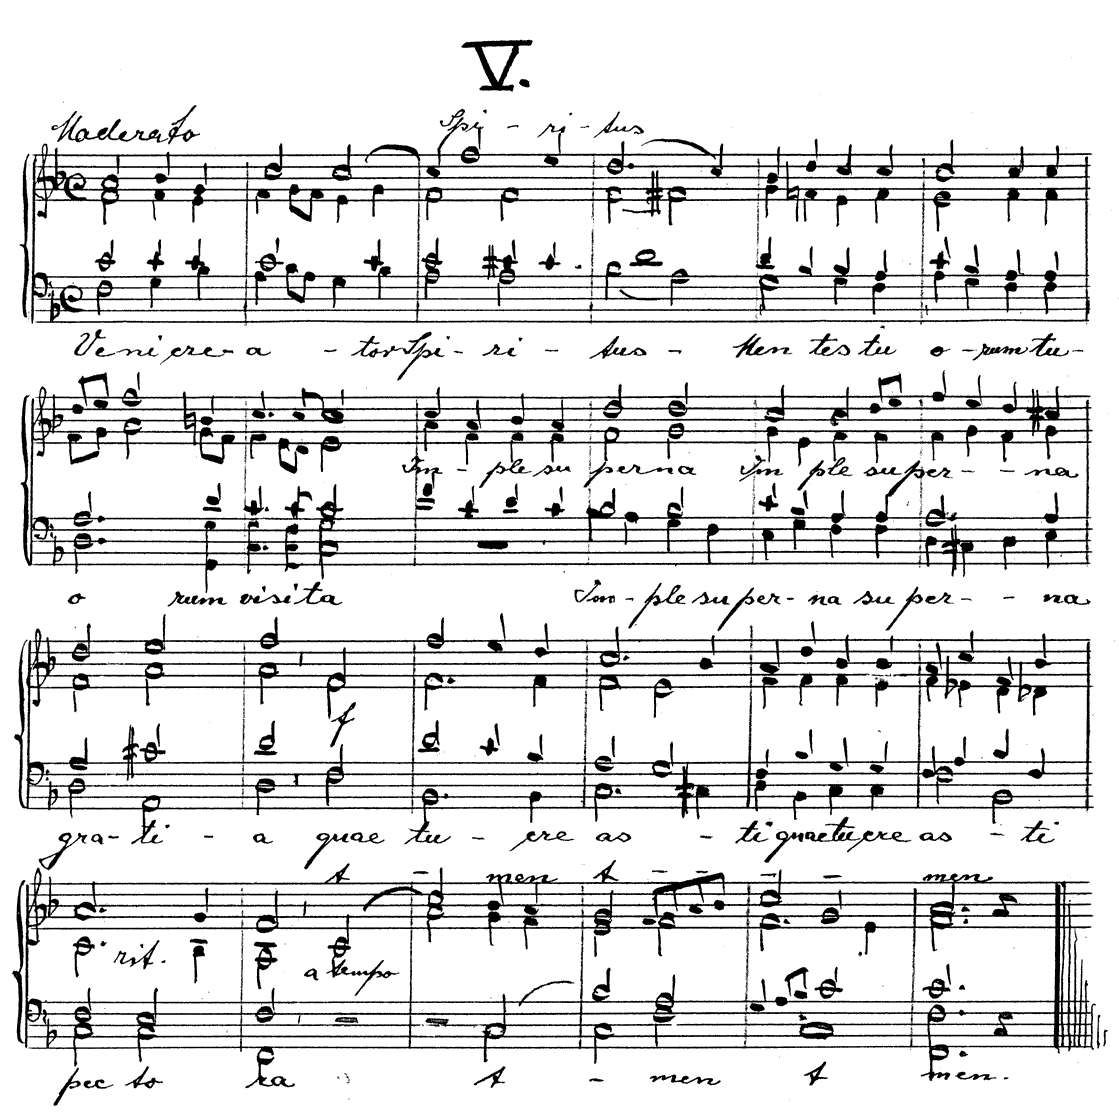 V.
Moderato Spi - ri - tus
Veni cre - a - tor Spi - ri - tus - Men tes tu o - rum tu -
Im - ple su per na Im ple su per - - na
o rum visi ta Im - ple su per - na su per - - na
f
gra - ti - a quae tu - cre as - ti quae tu cre as - ti
A - men A - - - - men
rit. a tempo
pec to ra A - men A men.